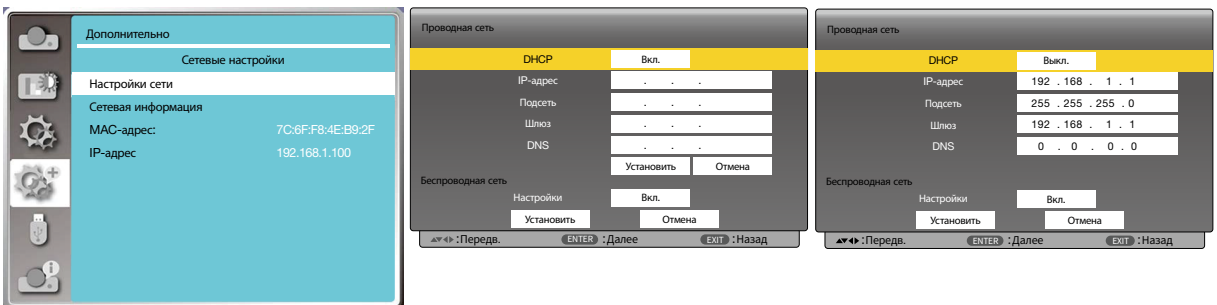 Дополнительно
Сетевые настройки
Настройки сети
Сетевая информация
MAC-адрес: 7C:6F:F8:4E:B9:2F
IP-адрес 192.168.1.100
Проводная сеть
DHCP Вкл.
IP-адрес . . .
Подсеть . . .
Шлюз . . .
DNS . . .
Установить Отмена
Беспроводная сеть
Настройки Вкл.
Установить Отмена
:Передв. ENTER :Далее EXIT :Назад
Проводная сеть
DHCP Выкл.
IP-адрес 192 . 168 . 1 . 1
Подсеть 255 . 255 . 255 . 0
Шлюз 192 . 168 . 1 . 1
DNS 0 . 0 . 0 . 0
Беспроводная сеть
Настройки Вкл.
Установить Отмена
:Передв. ENTER :Далее EXIT :Назад